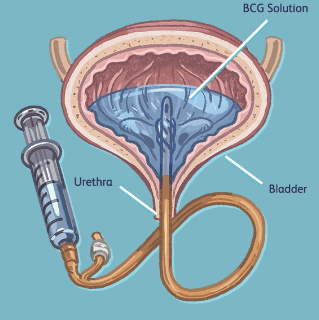 BCG Solution
Urethra
Bladder